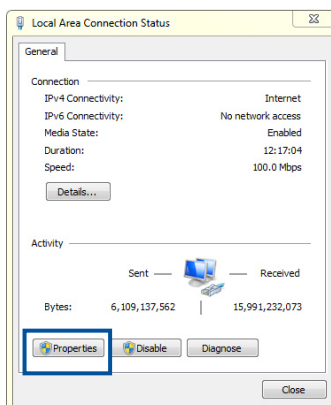 Local Area Connection Status
General
Connection
IPv4 Connectivity: Internet
IPv6 Connectivity: No network access
Media State: Enabled
Duration: 12:17:04
Speed: 100.0 Mbps
Details...
Activity
Sent — — Received
Bytes: 6,109,137,562 | 15,991,232,073
Properties Disable Diagnose
Close